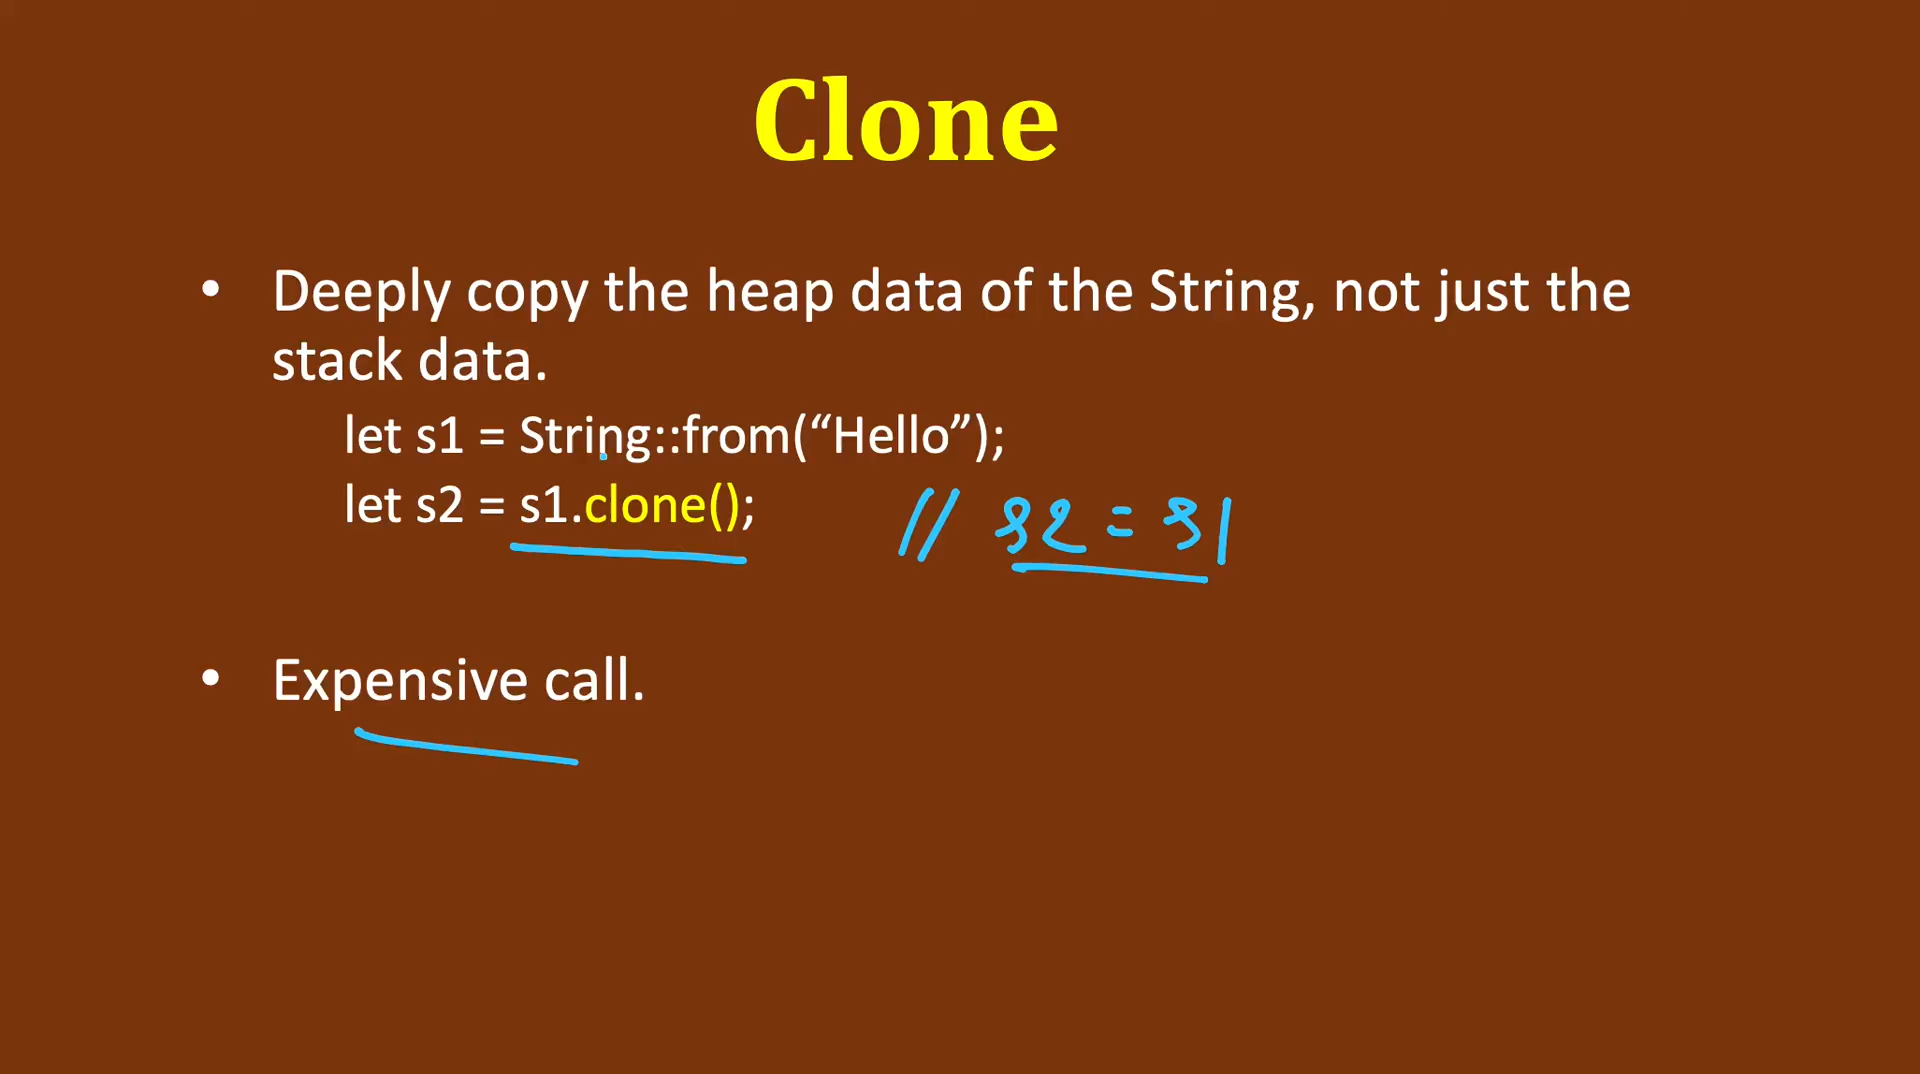 Clone
• Deeply copy the heap data of the String, not just the
stack data.
let s1 = String::from(“Hello”);
let s2 = s1.clone(); // s2 = s1
• Expensive call.